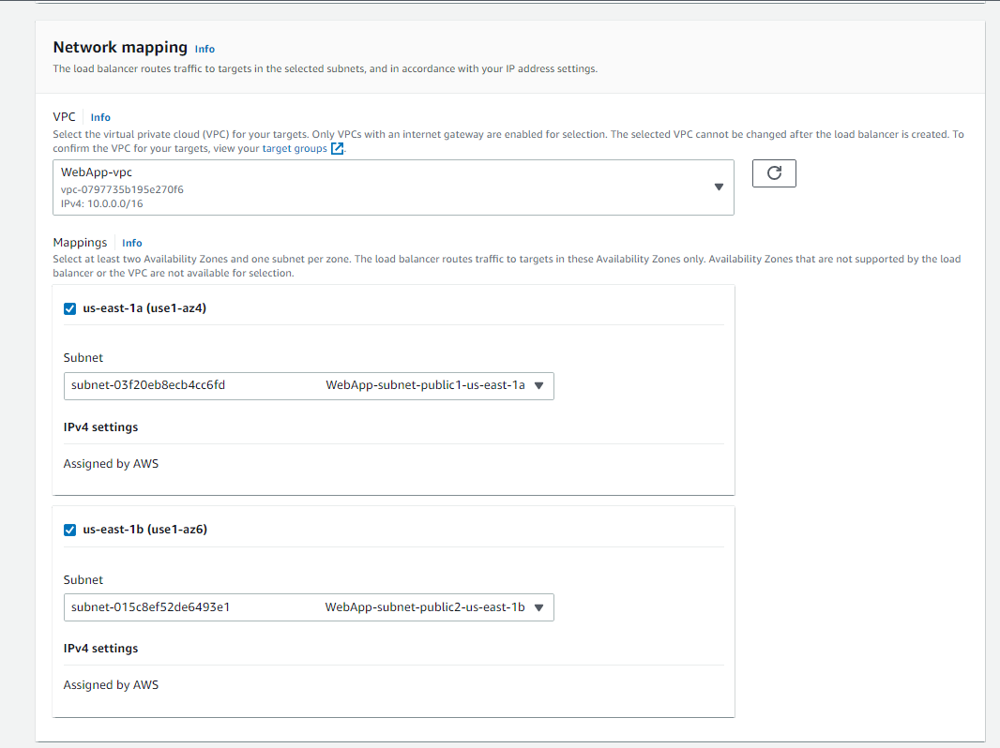 Network mapping Info
The load balancer routes traffic to targets in the selected subnets, and in accordance with your IP address settings.
VPC Info
Select the virtual private cloud (VPC) for your targets. Only VPCs with an internet gateway are enabled for selection. The selected VPC cannot be changed after the load balancer is created. To
confirm the VPC for your targets, view your target groups.
WebApp-vpc
vpc-0797735b195e270f6
IPv4: 10.0.0.0/16
Mappings Info
Select at least two Availability Zones and one subnet per zone. The load balancer routes traffic to targets in these Availability Zones only. Availability Zones that are not supported by the load
balancer or the VPC are not available for selection.
us-east-1a (use1-az4)
Subnet
subnet-03f20eb8ecb4cc6fd WebApp-subnet-public1-us-east-1a
IPv4 settings
Assigned by AWS
us-east-1b (use1-az6)
Subnet
subnet-015c8ef52de6493e1 WebApp-subnet-public2-us-east-1b
IPv4 settings
Assigned by AWS